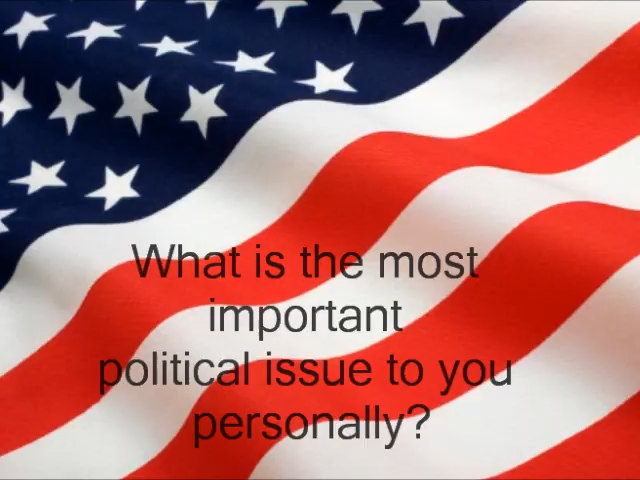 What is the most
important
political issue to you
personally?